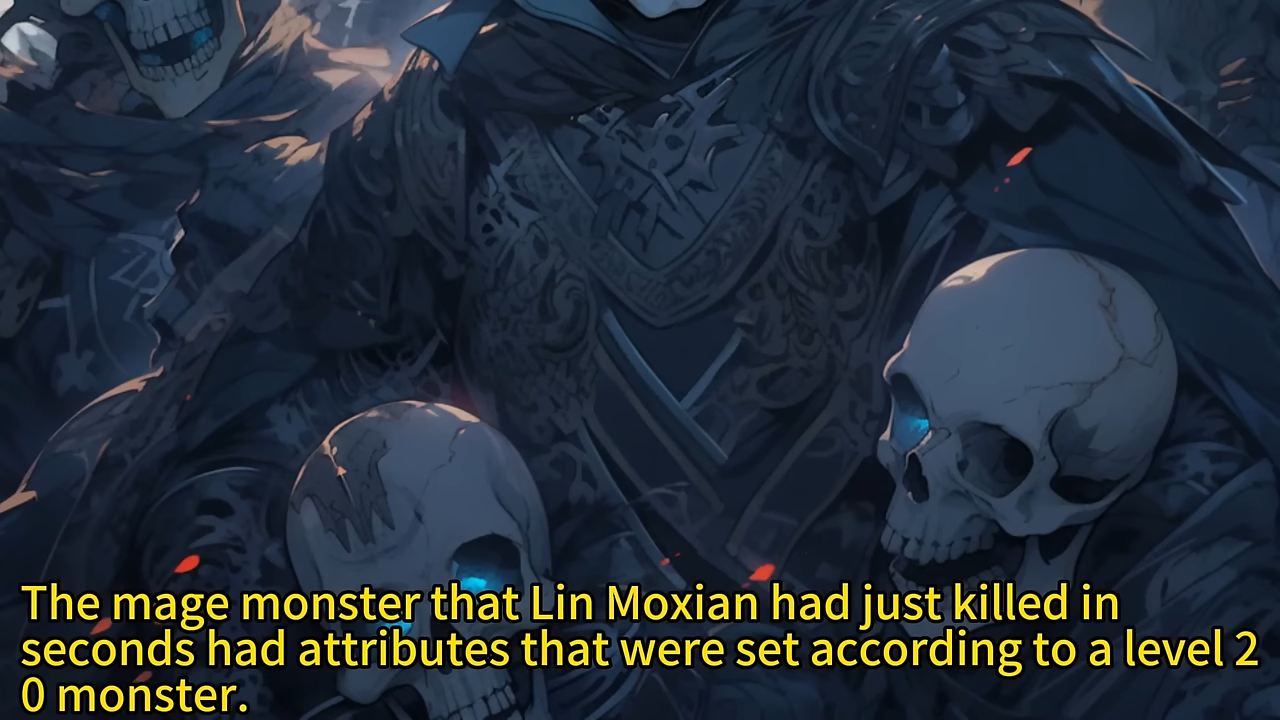 The mage monster that Lin Moxian had just killed in
seconds had attributes that were set according to a level 2
0 monster.